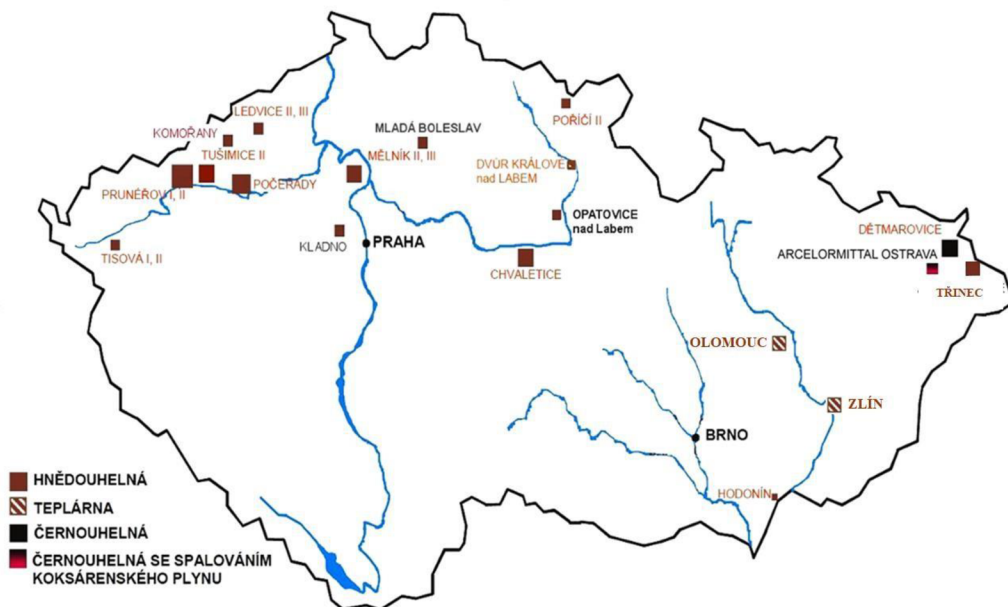 LEDVICE II, III
KOMOŘANY
TUŠIMICE II
PRUNÉŘOV I, II
POČERADY
TISOVÁ I, II
MLADÁ BOLESLAV
MĚLNÍK II, III
KLADNO
PRAHA
POŘÍČÍ II
DVŮR KRÁLOVE
nad LABEM
OPATOVICE
nad Labem
CHVALETICE
DĚTMAROVICE
ARCELORMITTAL OSTRAVA
TŘINEC
OLOMOUC
ZLÍN
BRNO
HODONÍN
HNĚDOUHELNÁ
TEPLÁRNA
ČERNOUHELNÁ
ČERNOUHELNÁ SE SPALOVÁNÍM
KOKSÁRENSKÉHO PLYNU